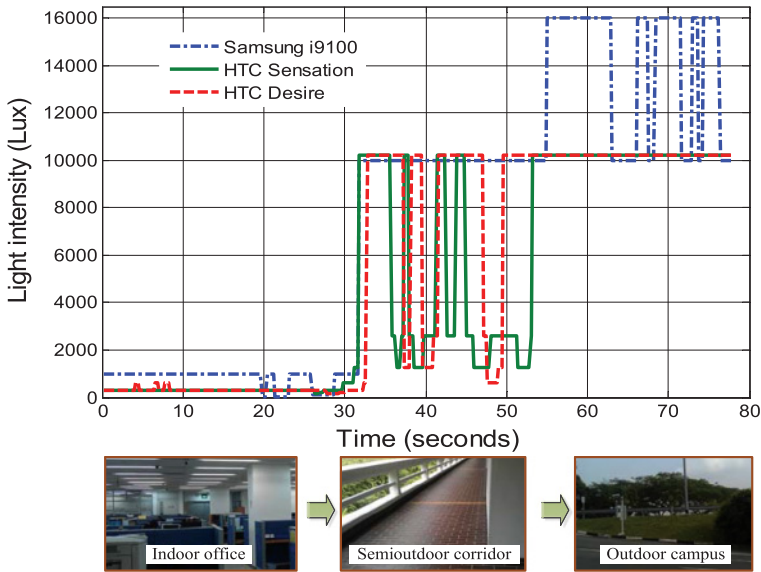 16000
14000
12000
10000
8000
6000
4000
2000
0
Light intensity (Lux)
Samsung i9100
HTC Sensation
HTC Desire
0 10 20 30 40 50 60 70 80
Time (seconds)
Indoor office
Semioutdoor corridor
Outdoor campus